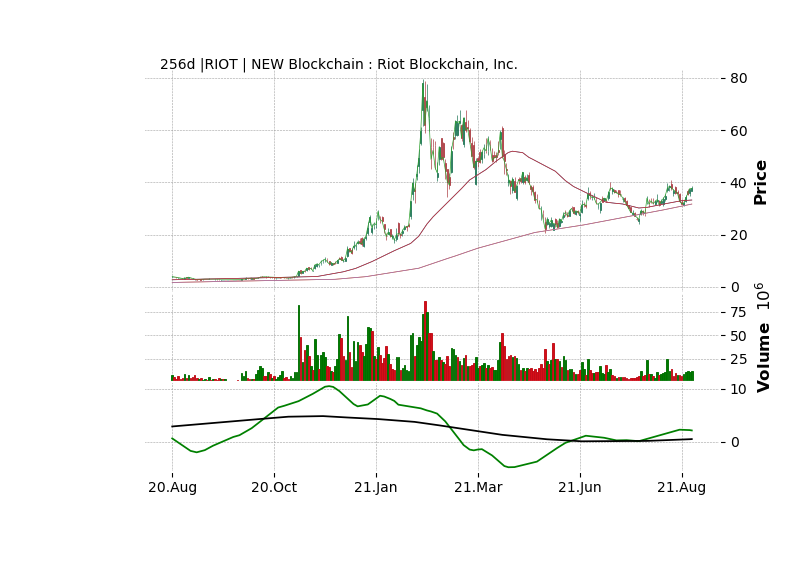 256d |RIOT | NEW Blockchain : Riot Blockchain, Inc.
80
60
40
20
0
Price
10^6
75
50
25
Volume
10
0
20.Aug 20.Oct 21.Jan 21.Mar 21.Jun 21.Aug